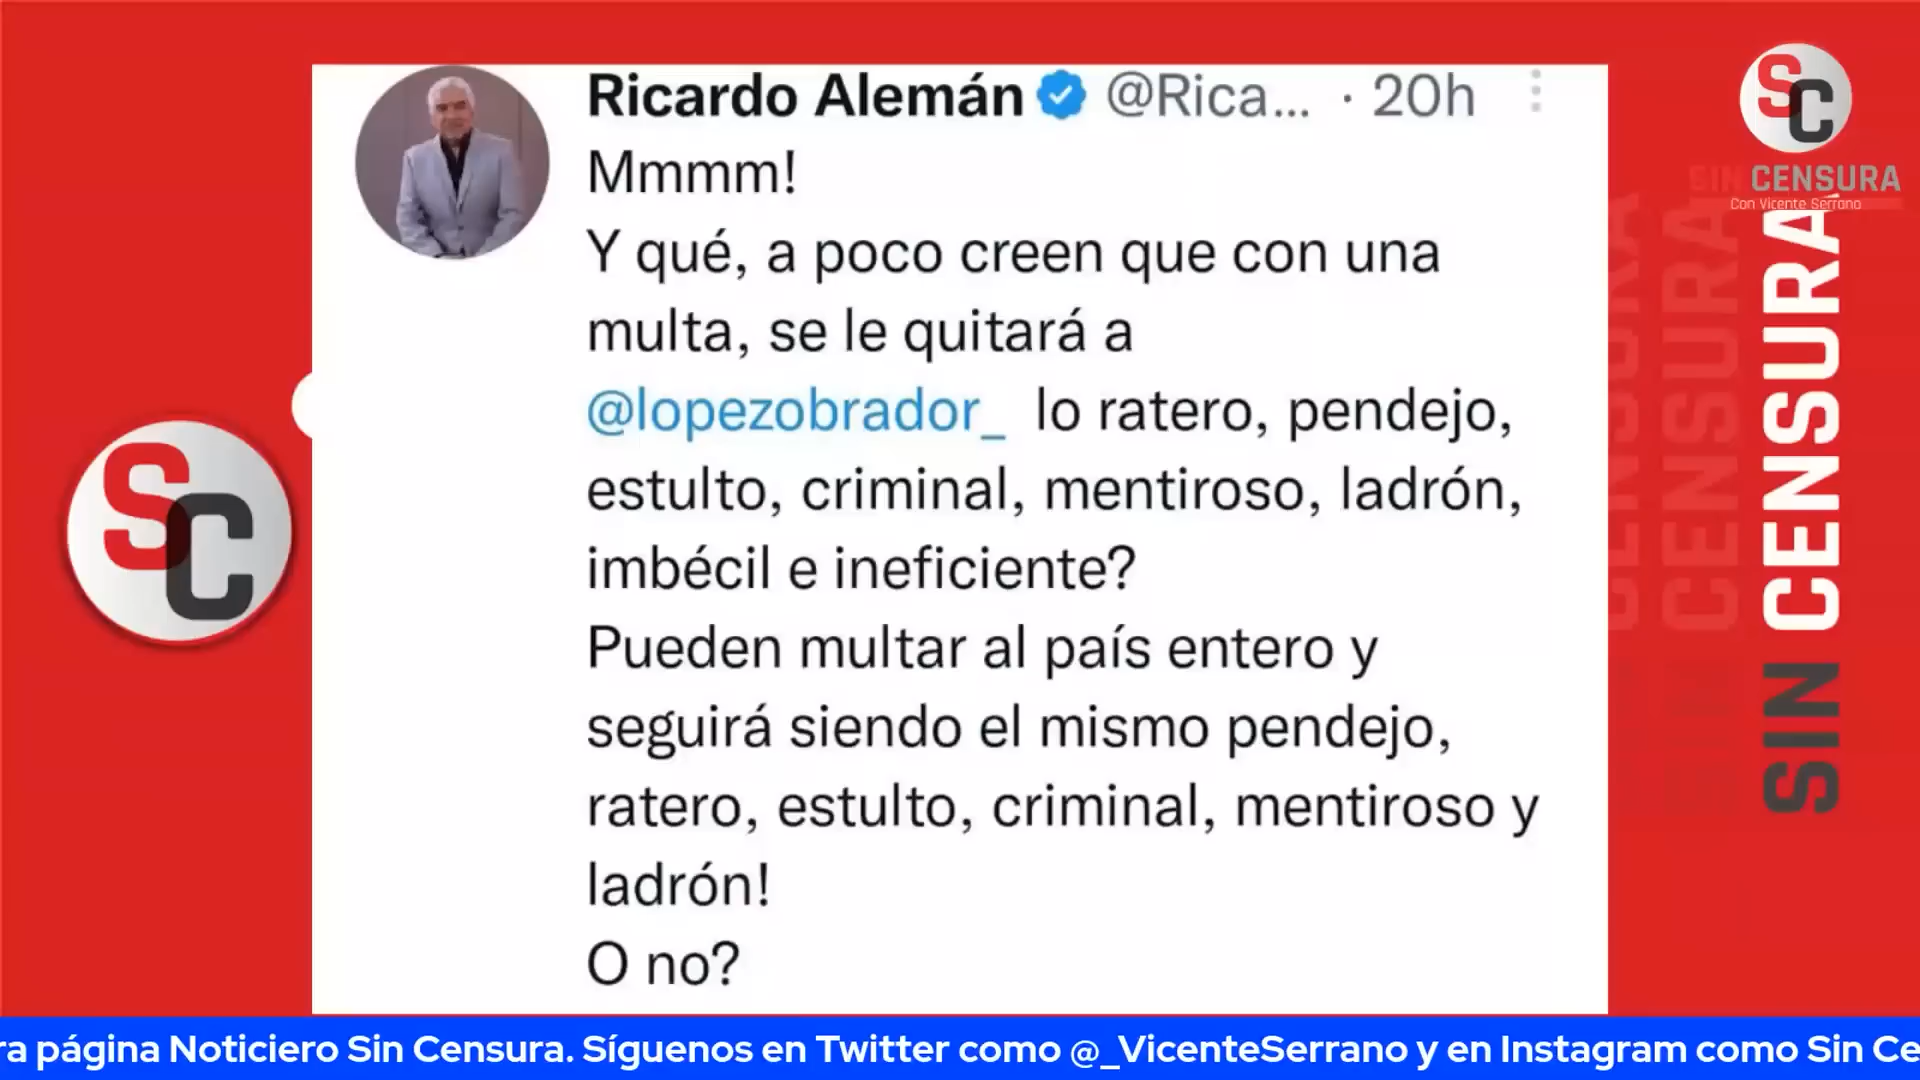 Ricardo Alemán @Rica... · 20h
Mmmm!
Y qué, a poco creen que con una
multa, se le quitará a
@lopezobrador_ lo ratero, pendejo,
estulto, criminal, mentiroso, ladrón,
imbécil e ineficiente?
Pueden multar al país entero y
seguirá siendo el mismo pendejo,
ratero, estulto, criminal, mentiroso y
ladrón!
O no?
SC
SC
SIN CENSURA
Con Vicente Serrano
SIN CENSURA
ra página Noticiero Sin Censura. Síguenos en Twitter como @_VicenteSerrano y en Instagram como Sin Ce